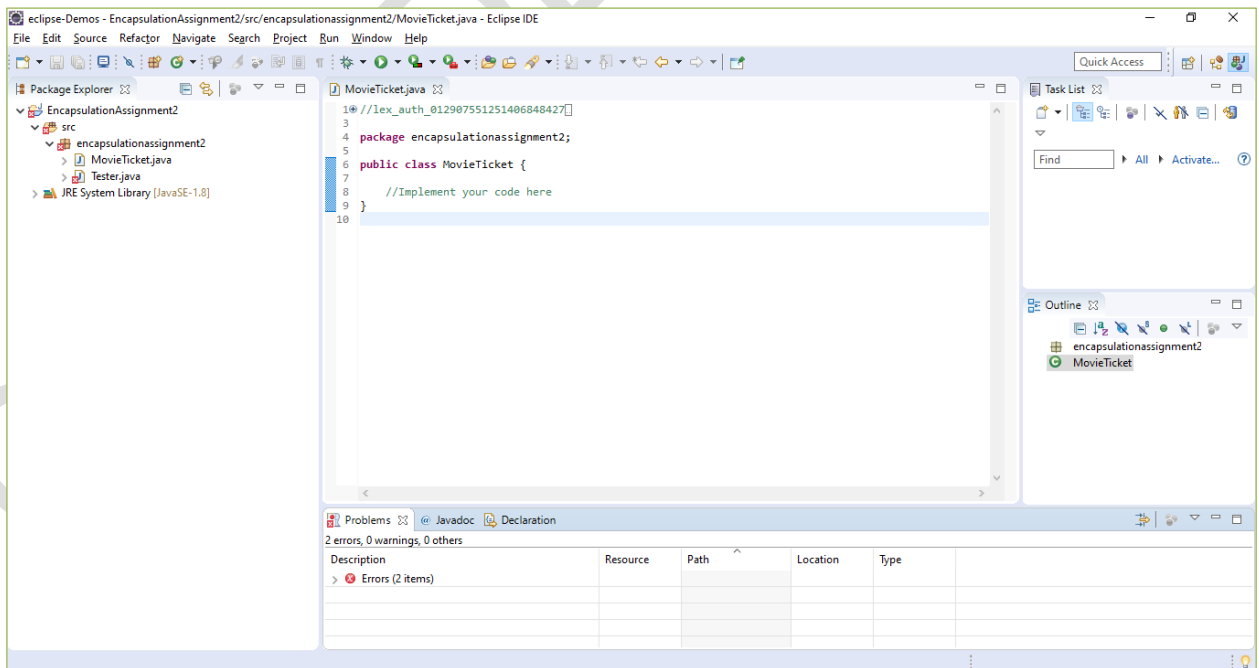 eclipse-Demos - EncapsulationAssignment2/src/encapsulationassignment2/MovieTicket.java - Eclipse IDE
File Edit Source Refactor Navigate Search Project Run Window Help
Quick Access
Package Explorer
EncapsulationAssignment2
src
encapsulationassignment2
MovieTicket.java
Tester.java
JRE System Library [JavaSE-1.8]
MovieTicket.java
1 //lex_auth_012907551251406848427
3
4 package encapsulationassignment2;
5
6 public class MovieTicket {
7
8 //Implement your code here
9 }
10
Task List
Find All Activate...
Outline
encapsulationassignment2
MovieTicket
Problems @ Javadoc Declaration
2 errors, 0 warnings, 0 others
Description Resource Path Location Type
Errors (2 items)